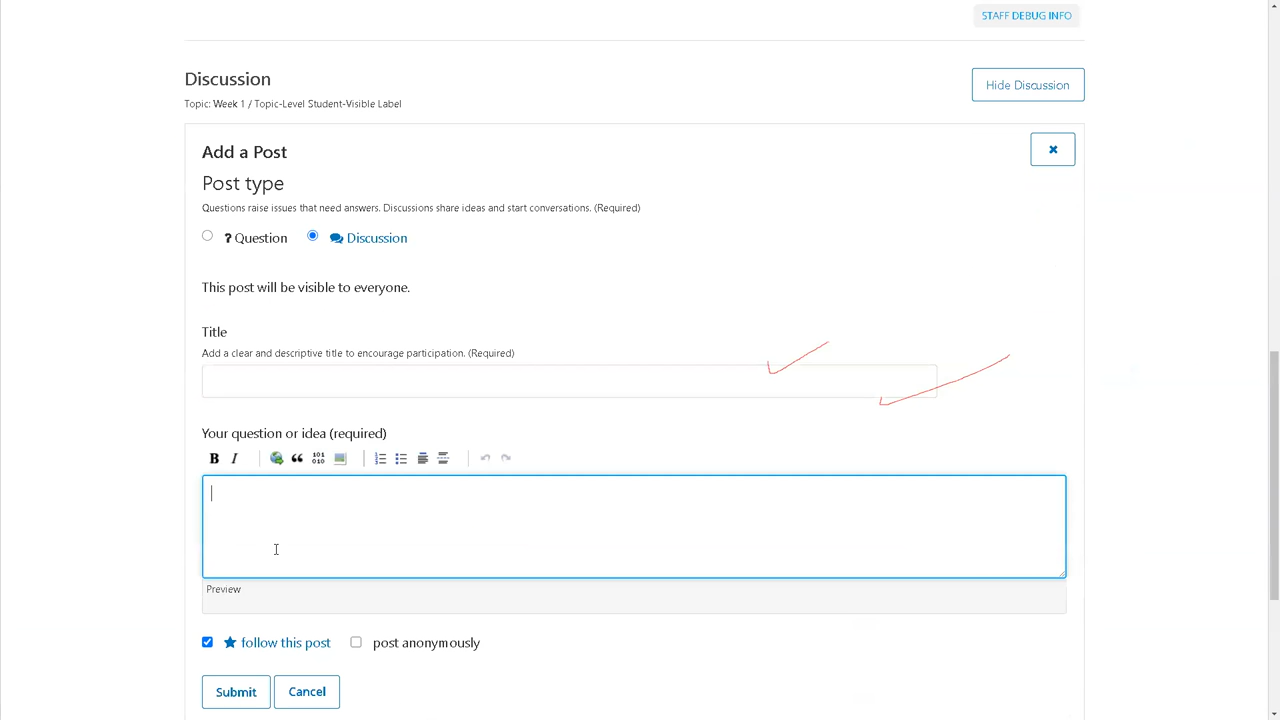 STAFF DEBUG INFO
Discussion
Hide Discussion
Topic: Week 1 / Topic-Level Student-Visible Label
Add a Post
Post type
Questions raise issues that need answers. Discussions share ideas and start conversations. (Required)
? Question Discussion
This post will be visible to everyone.
Title
Add a clear and descriptive title to encourage participation. (Required)
Your question or idea (required)
B I 101 010
Preview
follow this post post anonymously
Submit Cancel